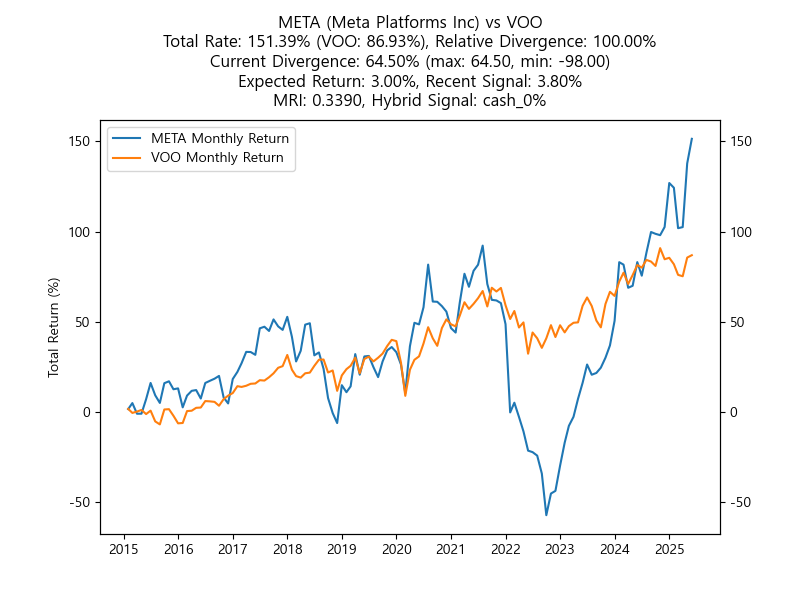 META (Meta Platforms Inc) vs VOO
Total Rate: 151.39% (VOO: 86.93%), Relative Divergence: 100.00%
Current Divergence: 64.50% (max: 64.50, min: -98.00)
Expected Return: 3.00%, Recent Signal: 3.80%
MRI: 0.3390, Hybrid Signal: cash_0%
META Monthly Return
VOO Monthly Return
Total Return (%)
150
100
50
0
-50
150
100
50
0
-50
2015 2016 2017 2018 2019 2020 2021 2022 2023 2024 2025